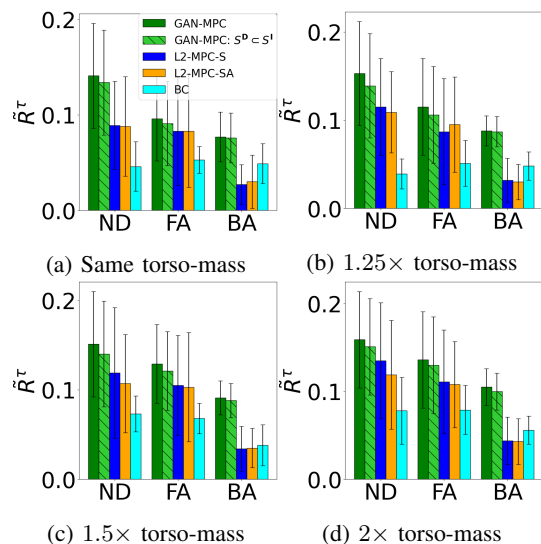 GAN-MPC
GAN-MPC: S^D ⊂ S^I
L2-MPC-S
L2-MPC-SA
BC
R̃^τ
0.2
0.1
0.0
ND FA BA
(a) Same torso-mass
R̃^τ
0.2
0.1
0.0
ND FA BA
(b) 1.25× torso-mass
R̃^τ
0.2
0.1
0.0
ND FA BA
(c) 1.5× torso-mass
R̃^τ
0.2
0.1
0.0
ND FA BA
(d) 2× torso-mass